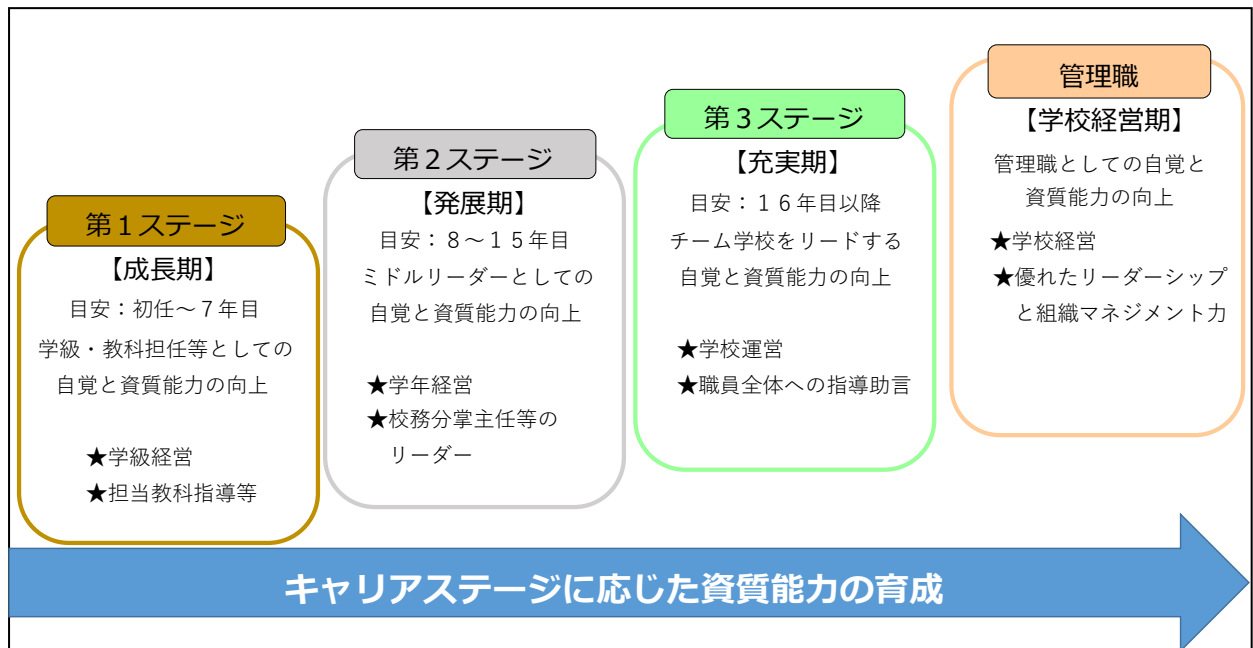 第１ステージ
【成長期】
目安：初任～７年目
学級・教科担任等としての
自覚と資質能力の向上
★学級経営
★担当教科指導等
第２ステージ
【発展期】
目安：８～１５年目
ミドルリーダーとしての
自覚と資質能力の向上
★学年経営
★校務分掌主任等の
リーダー
第３ステージ
【充実期】
目安：１６年目以降
チーム学校をリードする
自覚と資質能力の向上
★学校運営
★職員全体への指導助言
管理職
【学校経営期】
管理職としての自覚と
資質能力の向上
★学校経営
★優れたリーダーシップ
と組織マネジメント力
キャリアステージに応じた資質能力の育成